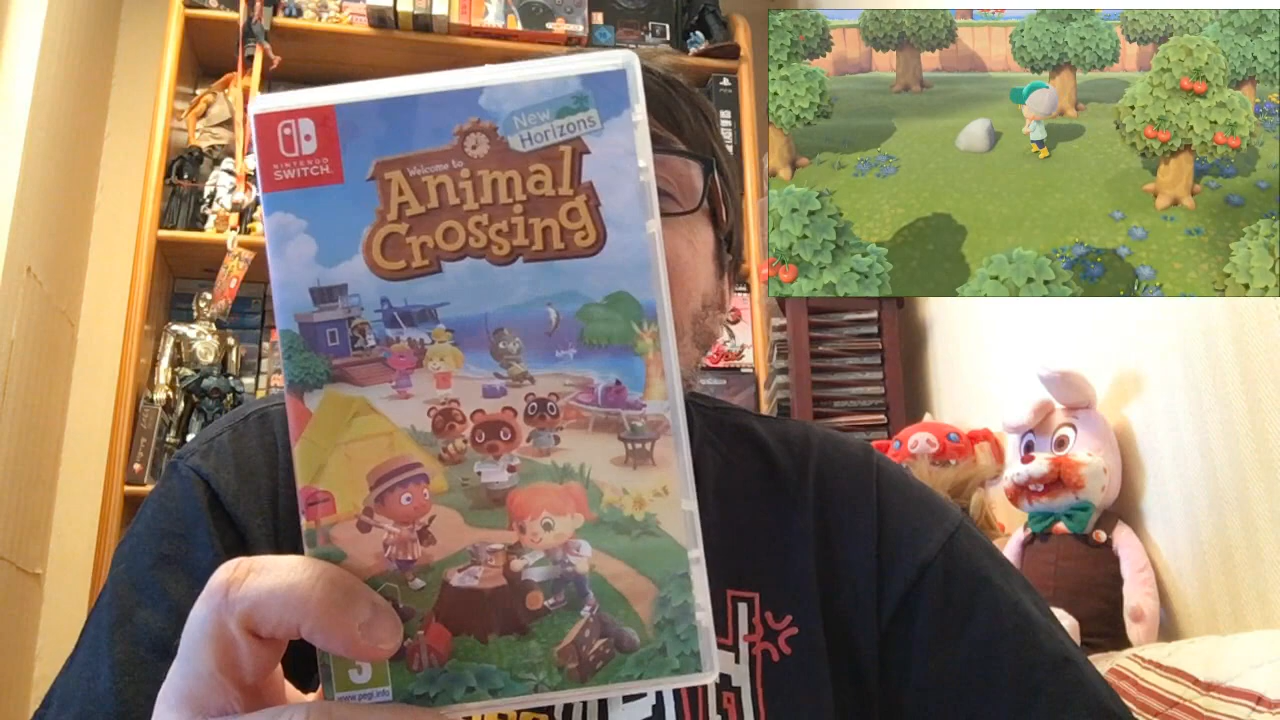 NINTENDO
SWITCH.
New
Horizons
Welcome to
Animal
Crossing
3
www.pegi.info